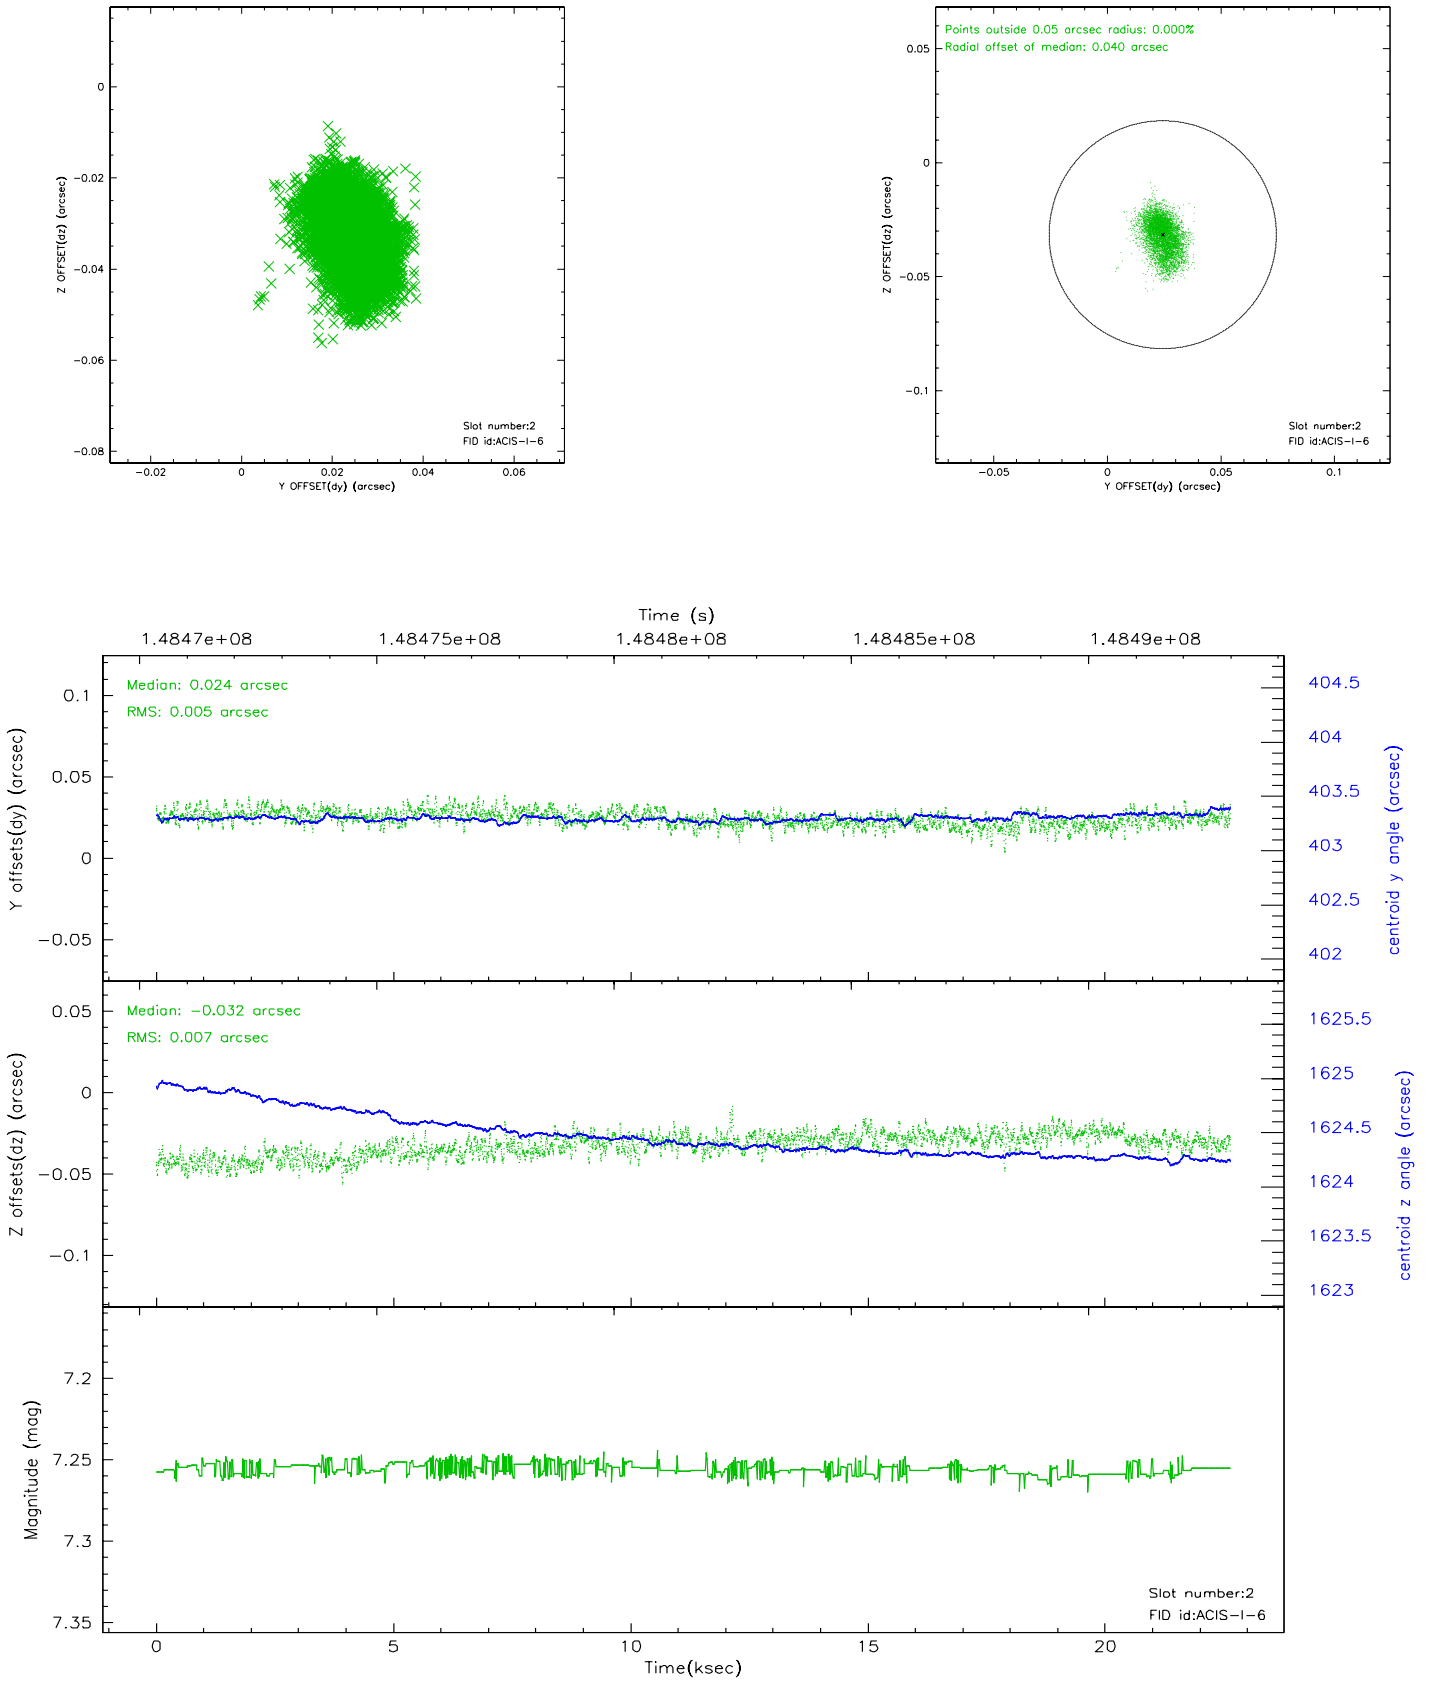 0
−0.02
−0.04
−0.06
−0.08
Z OFFSET(dz) (arcsec)
Slot number:2
FID id:ACIS−I−6
−0.02
0
0.02
0.04
0.06
Y OFFSET(dy) (arcsec)
Points outside 0.05 arcsec radius: 0.000%
Radial offset of median: 0.040 arcsec
0.05
0
−0.05
−0.1
Z OFFSET(dz) (arcsec)
Slot number:2
FID id:ACIS−I−6
−0.05
0
0.05
0.1
Y OFFSET(dy) (arcsec)
Time (s)
1.4847e+08
1.48475e+08
1.4848e+08
1.48485e+08
1.4849e+08
Median: 0.024 arcsec
RMS: 0.005 arcsec
0.1
0.05
0
−0.05
Y offsets(dy) (arcsec)
404.5
404
403.5
403
402.5
402
centroid y angle (arcsec)
Median: −0.032 arcsec
RMS: 0.007 arcsec
0.05
0
−0.05
−0.1
Z offsets(dz) (arcsec)
1625.5
1625
1624.5
1624
1623.5
1623
centroid z angle (arcsec)
7.2
7.25
7.3
7.35
Magnitude (mag)
Slot number:2
FID id:ACIS−I−6
0
5
10
15
20
Time(ksec)